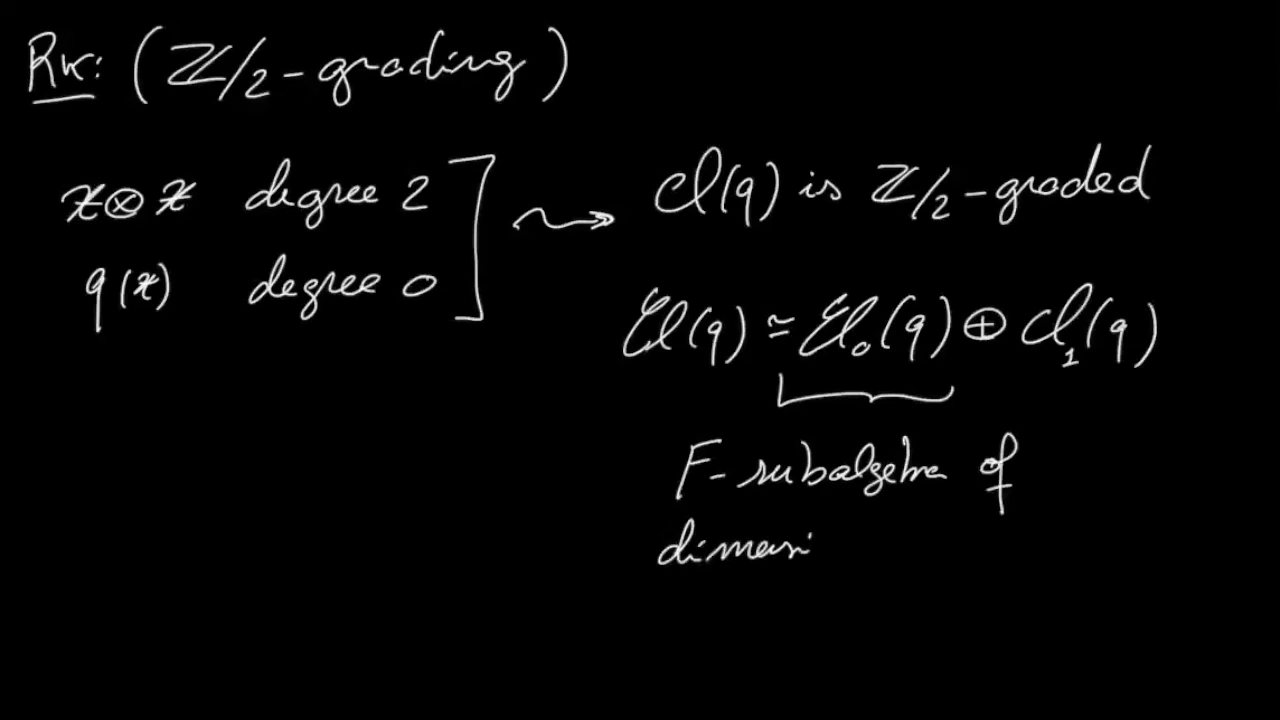 Rk: (ℤ/2-grading)
x⊗x degree 2
q(x) degree 0
Cl(q) is ℤ/2-graded
Cl(q) ≃ Cl₀(q) ⊕ Cl₁(q)
F-subalgebra of
dimensi